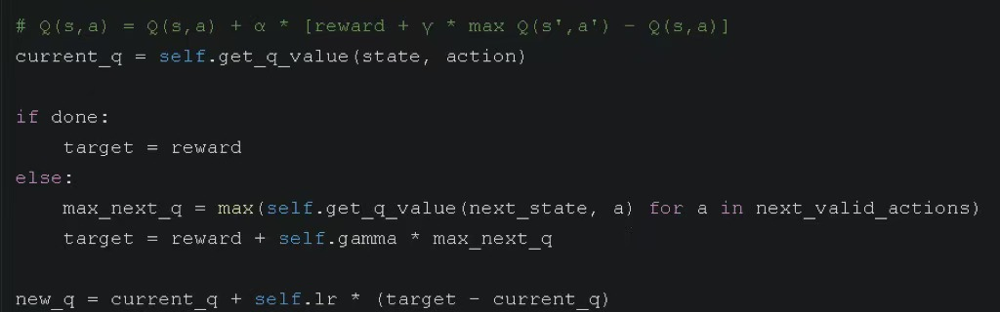 # Q(s,a) = Q(s,a) + α * [reward + γ * max Q(s',a') - Q(s,a)]
current_q = self.get_q_value(state, action)
if done:
    target = reward
else:
    max_next_q = max(self.get_q_value(next_state, a) for a in next_valid_actions)
    target = reward + self.gamma * max_next_q
new_q = current_q + self.lr * (target - current_q)